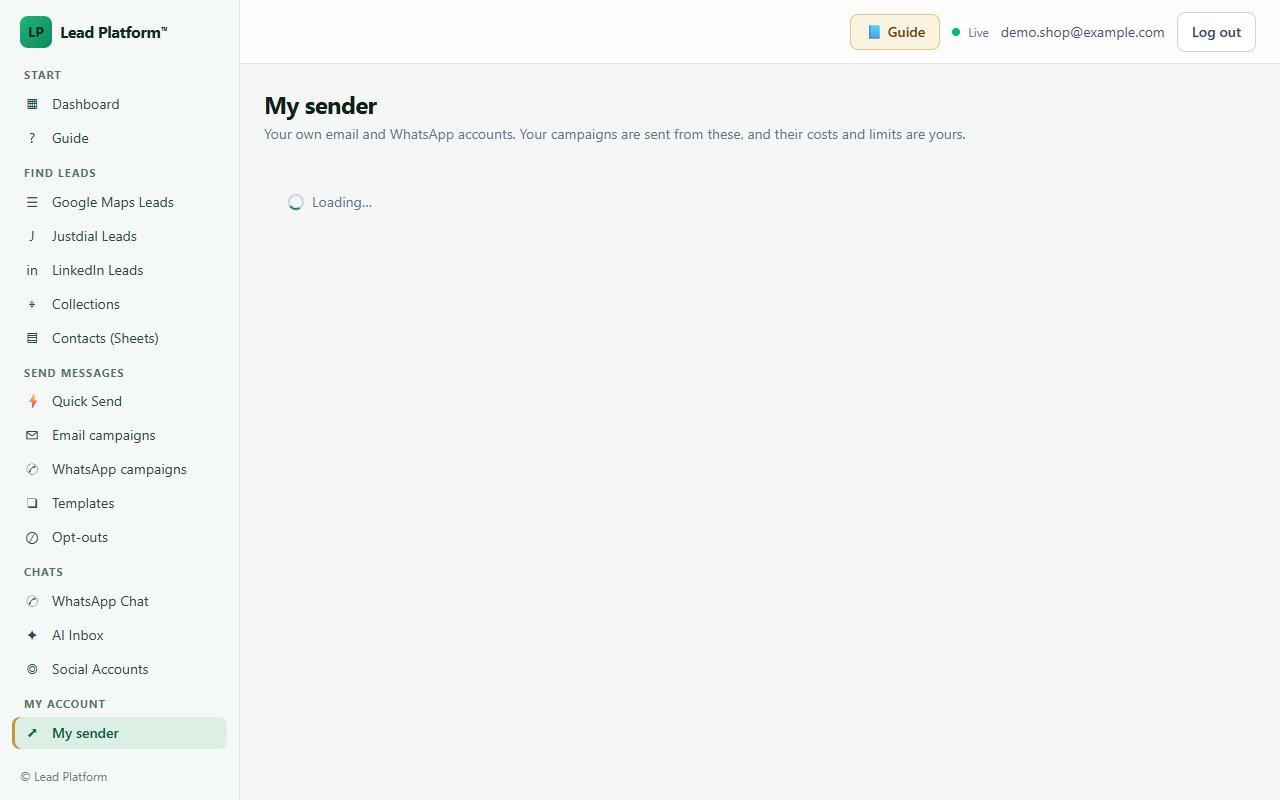 LP Lead Platform™
Guide
Live
demo.shop@example.com
Log out
START
Dashboard
? Guide
FIND LEADS
Google Maps Leads
J Justdial Leads
in LinkedIn Leads
Collections
Contacts (Sheets)
SEND MESSAGES
Quick Send
Email campaigns
WhatsApp campaigns
Templates
Opt-outs
CHATS
WhatsApp Chat
AI Inbox
Social Accounts
MY ACCOUNT
My sender
© Lead Platform
My sender
Your own email and WhatsApp accounts. Your campaigns are sent from these, and their costs and limits are yours.
Loading...